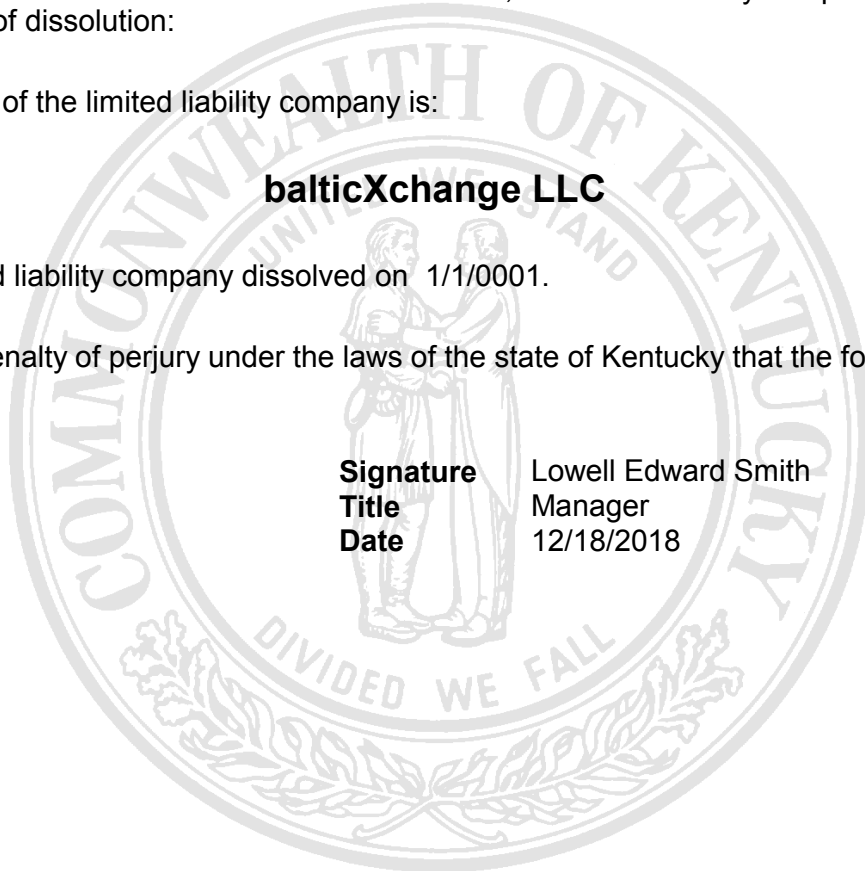 of dissolution:
of the limited liability company is:
balticXchange LLC
liability company dissolved on 1/1/0001.
enalty of perjury under the laws of the state of Kentucky that the fo
Signature Lowell Edward Smith
Title Manager
Date 12/18/2018
COMMONWEALTH OF KENTUCKY
UNITED WE STAND
DIVIDED WE FALL